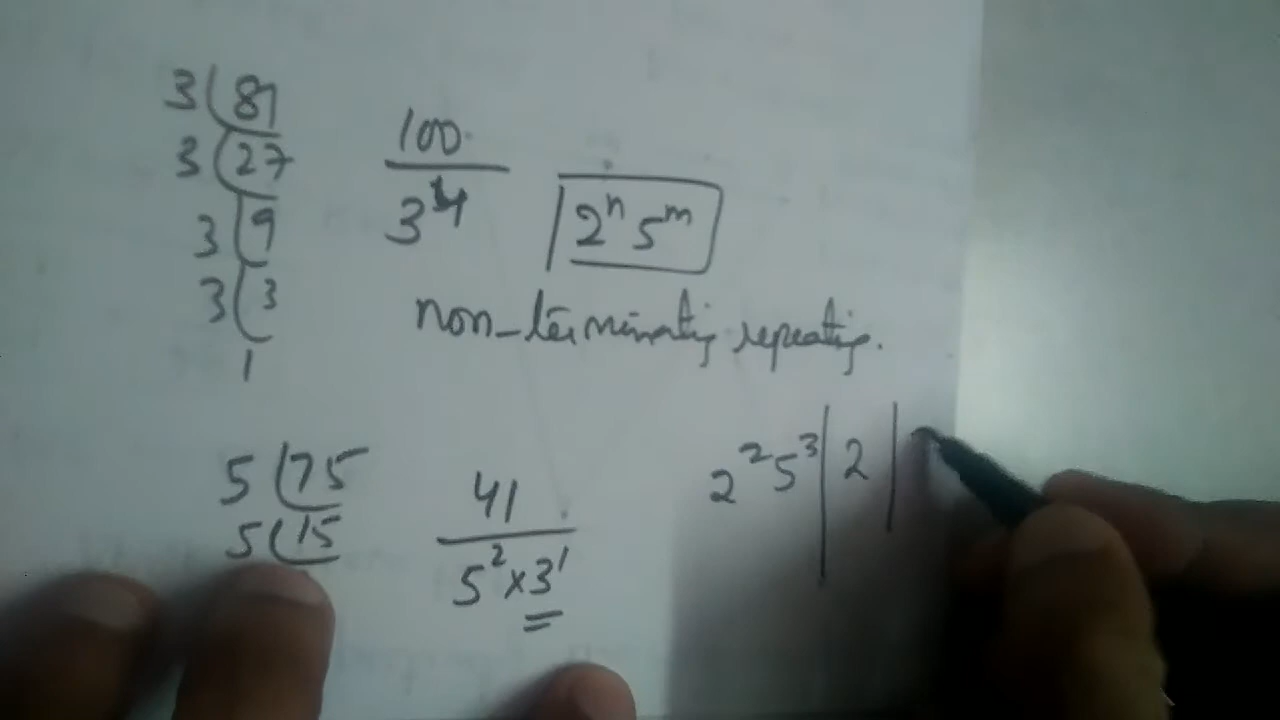 3 81
3 27
3 9
3 3
1
100
3^4
2^n 5^m
non-terminating repeating.
5 75
5 15
41
5^2 × 3^1
2^2 5^3 | 2 |